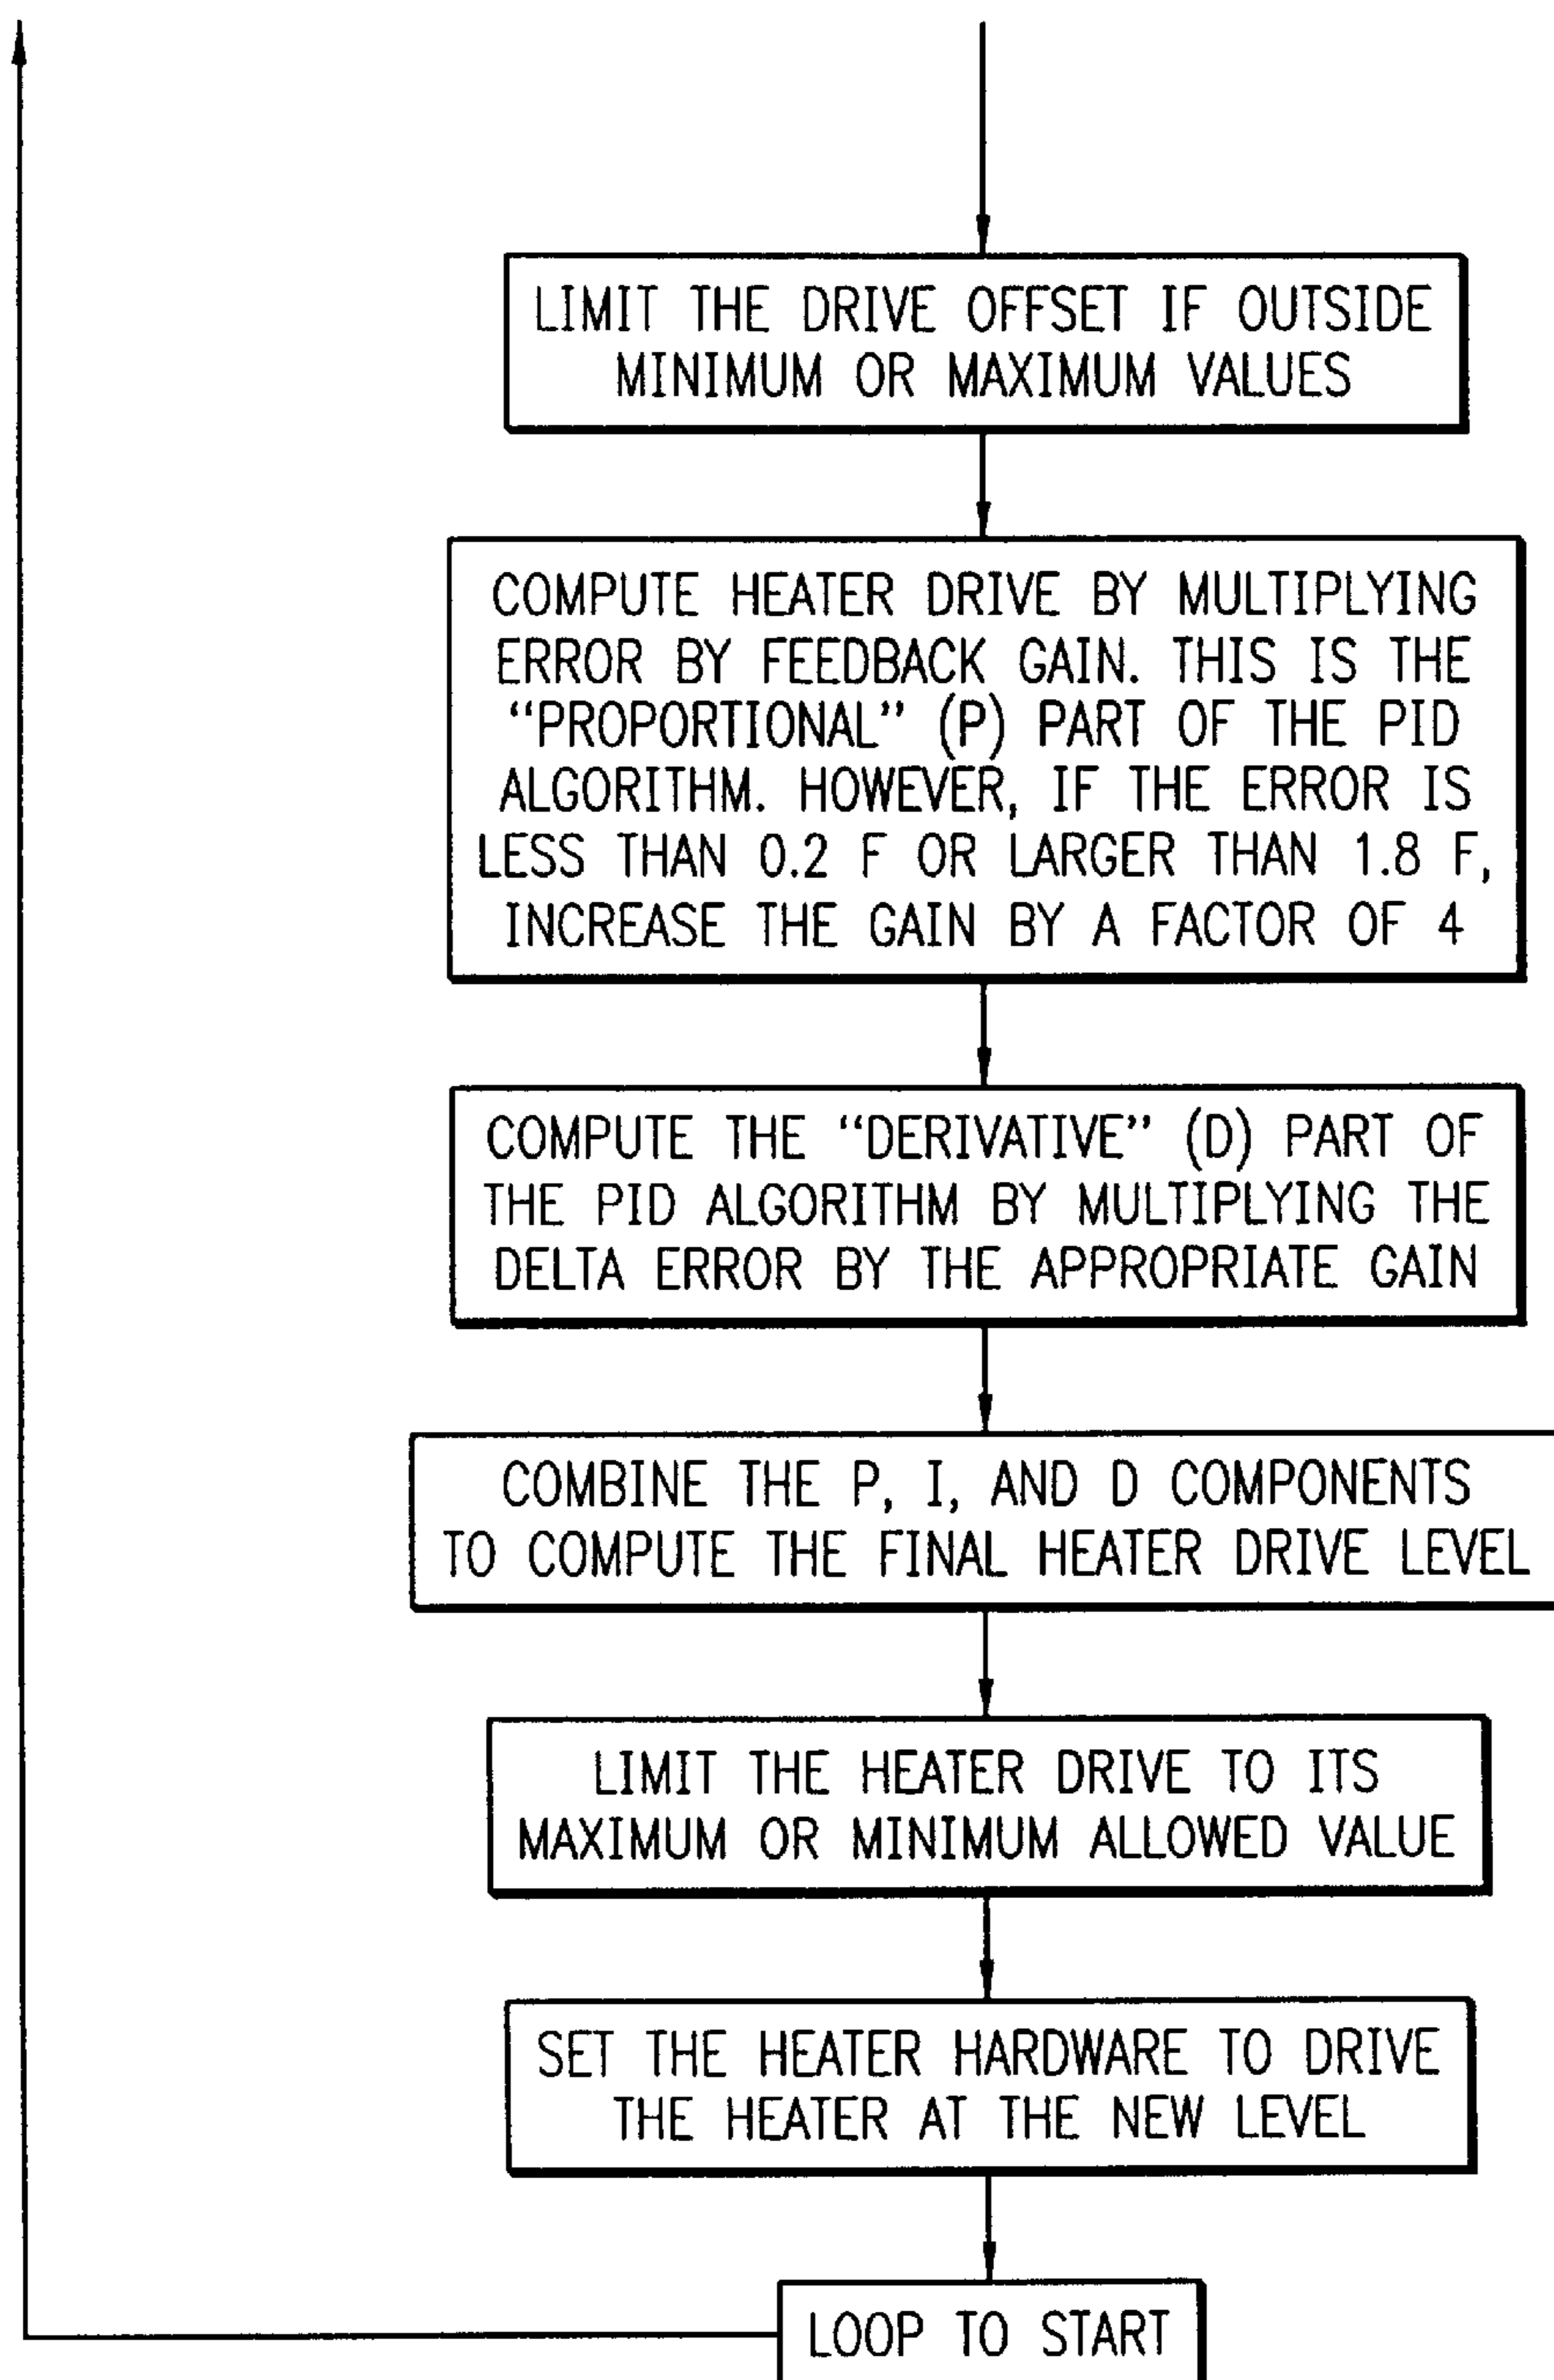 LIMIT THE DRIVE OFFSET IF OUTSIDE
MINIMUM OR MAXIMUM VALUES
COMPUTE HEATER DRIVE BY MULTIPLYING
ERROR BY FEEDBACK GAIN. THIS IS THE
“PROPORTIONAL” (P) PART OF THE PID
ALGORITHM. HOWEVER, IF THE ERROR IS
LESS THAN 0.2 F OR LARGER THAN 1.8 F,
INCREASE THE GAIN BY A FACTOR OF 4
COMPUTE THE “DERIVATIVE” (D) PART OF
THE PID ALGORITHM BY MULTIPLYING THE
DELTA ERROR BY THE APPROPRIATE GAIN
COMBINE THE P, I, AND D COMPONENTS
TO COMPUTE THE FINAL HEATER DRIVE LEVEL
LIMIT THE HEATER DRIVE TO ITS
MAXIMUM OR MINIMUM ALLOWED VALUE
SET THE HEATER HARDWARE TO DRIVE
THE HEATER AT THE NEW LEVEL
LOOP TO START